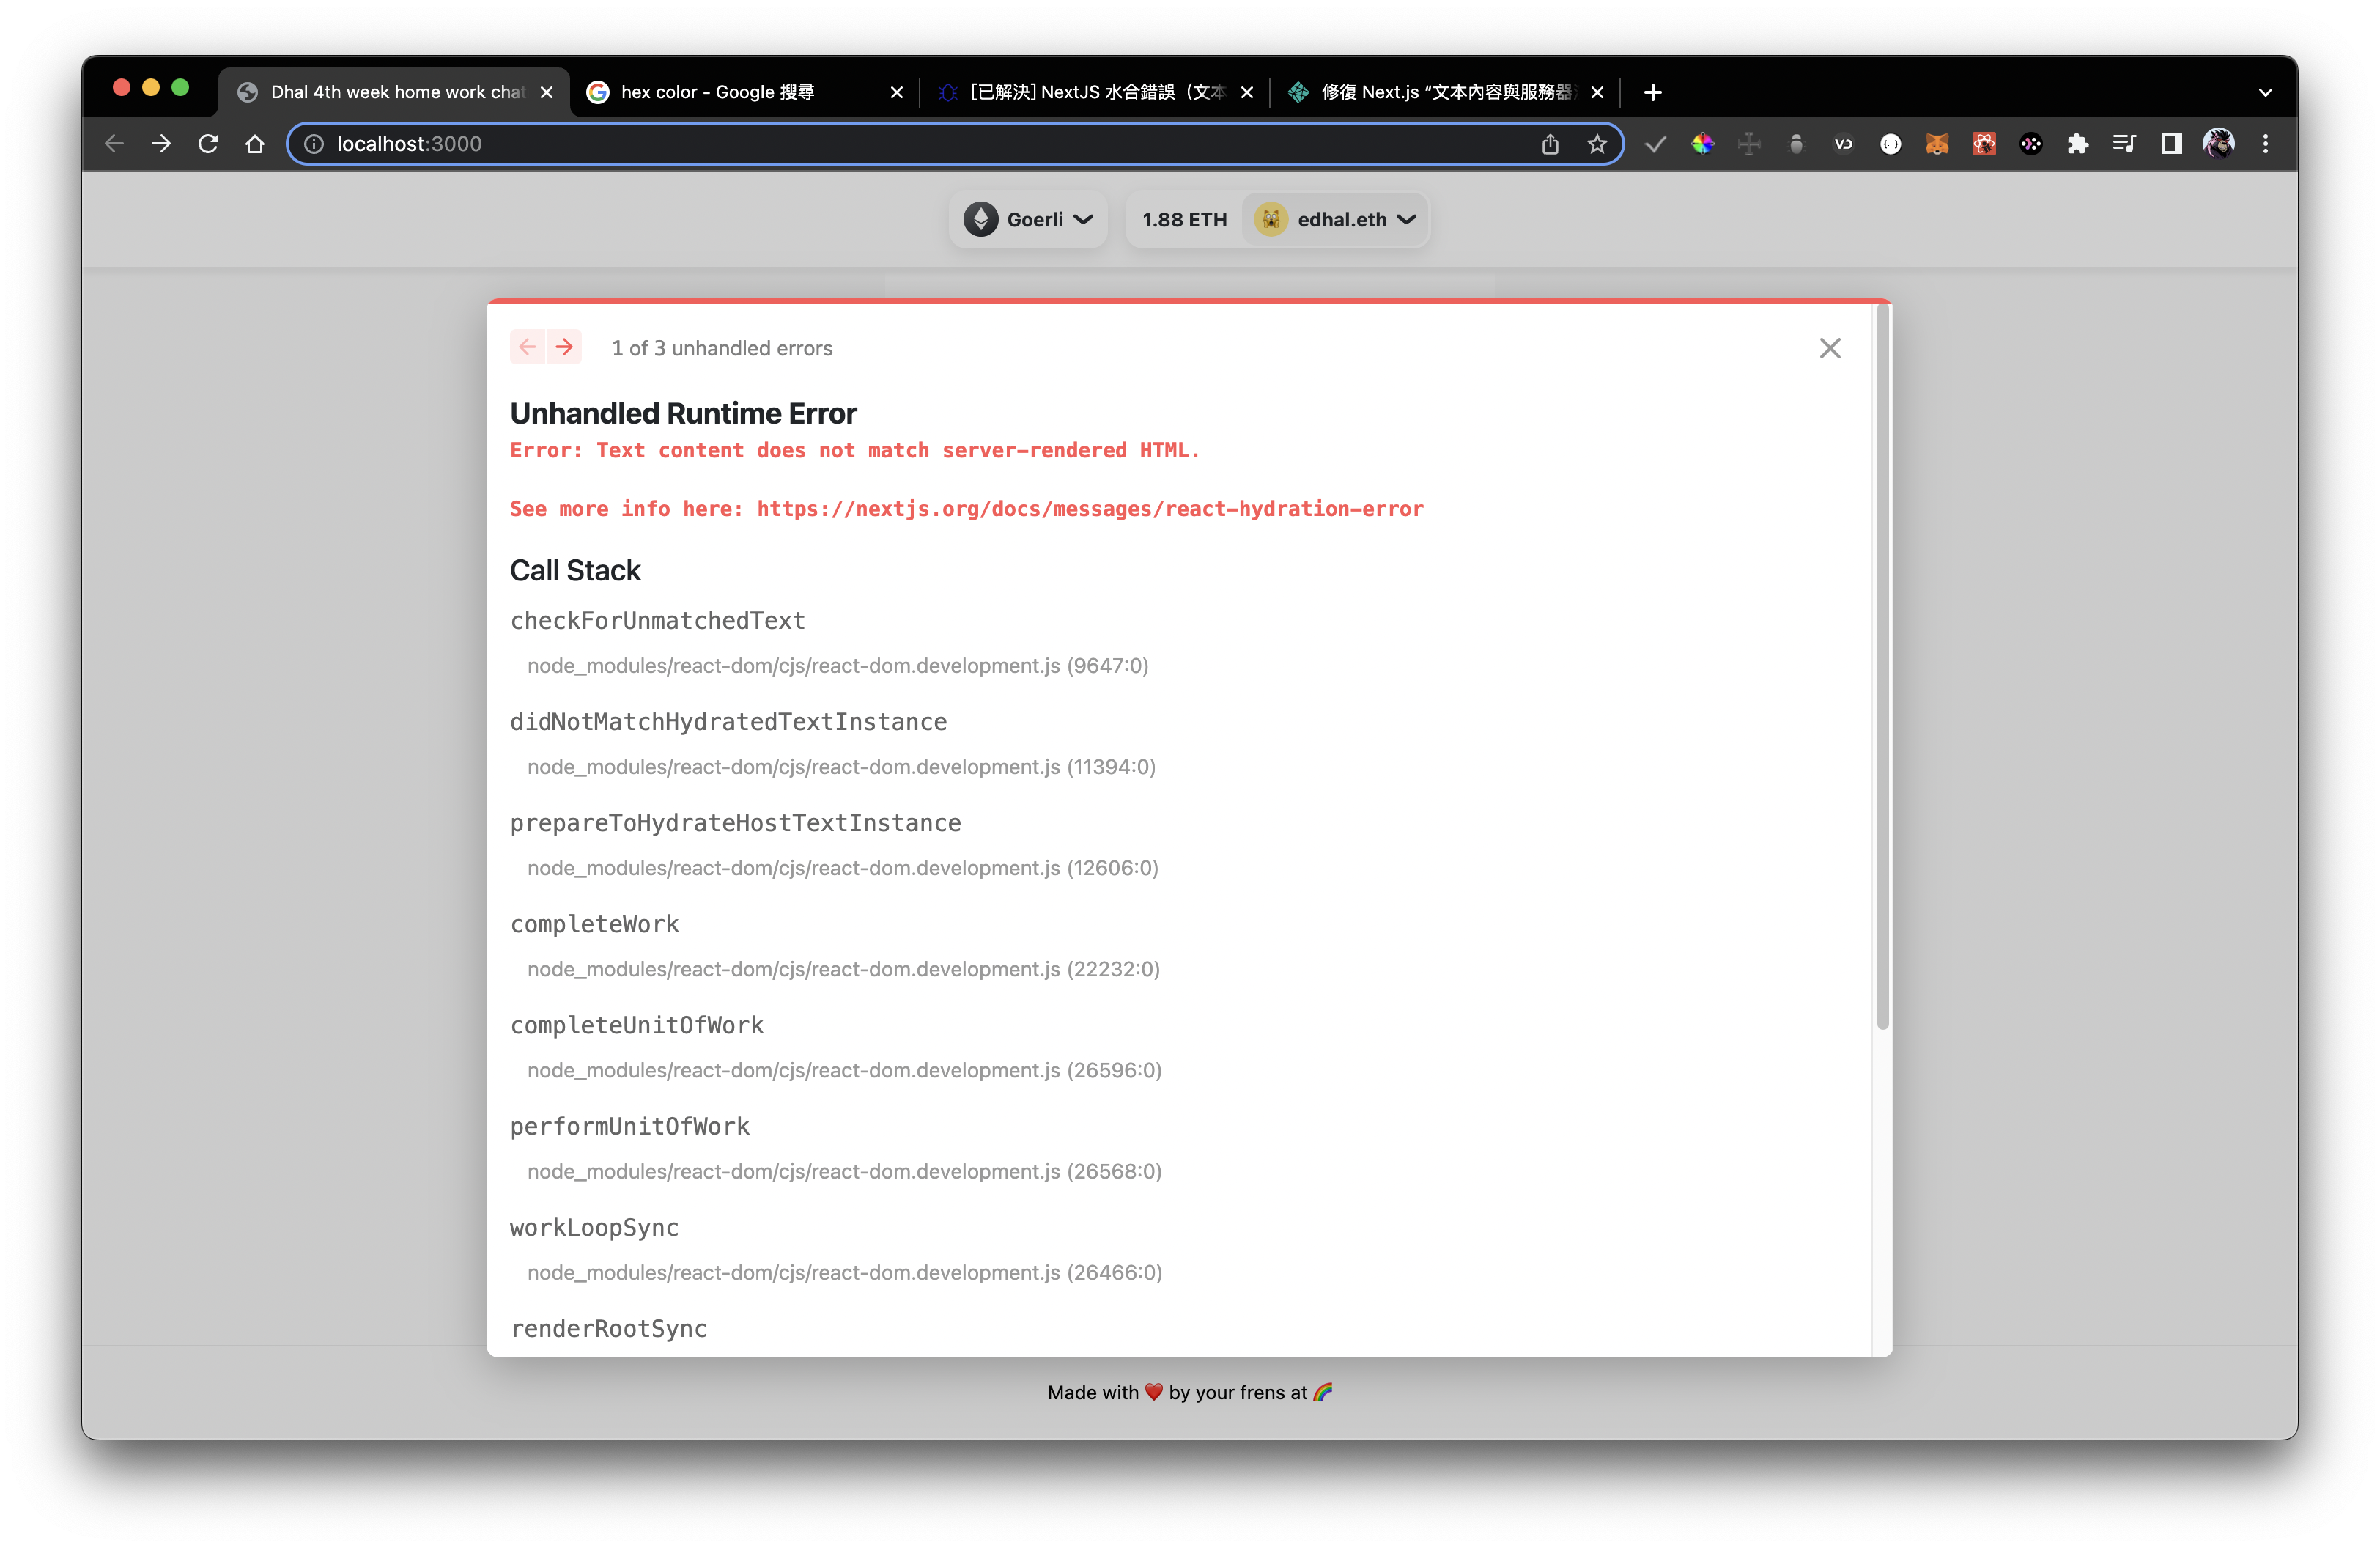 Dhal 4th week home work chat
hex color - Google 搜尋
[已解決] NextJS 水合錯誤（文本
修復 Next.js “文本內容與服務器
localhost:3000
Goerli
1.88 ETH
edhal.eth
1 of 3 unhandled errors
Unhandled Runtime Error
Error: Text content does not match server-rendered HTML.
See more info here: https://nextjs.org/docs/messages/react-hydration-error
Call Stack
checkForUnmatchedText
node_modules/react-dom/cjs/react-dom.development.js (9647:0)
didNotMatchHydratedTextInstance
node_modules/react-dom/cjs/react-dom.development.js (11394:0)
prepareToHydrateHostTextInstance
node_modules/react-dom/cjs/react-dom.development.js (12606:0)
completeWork
node_modules/react-dom/cjs/react-dom.development.js (22232:0)
completeUnitOfWork
node_modules/react-dom/cjs/react-dom.development.js (26596:0)
performUnitOfWork
node_modules/react-dom/cjs/react-dom.development.js (26568:0)
workLoopSync
node_modules/react-dom/cjs/react-dom.development.js (26466:0)
renderRootSync
Made with ❤️ by your frens at 🌈